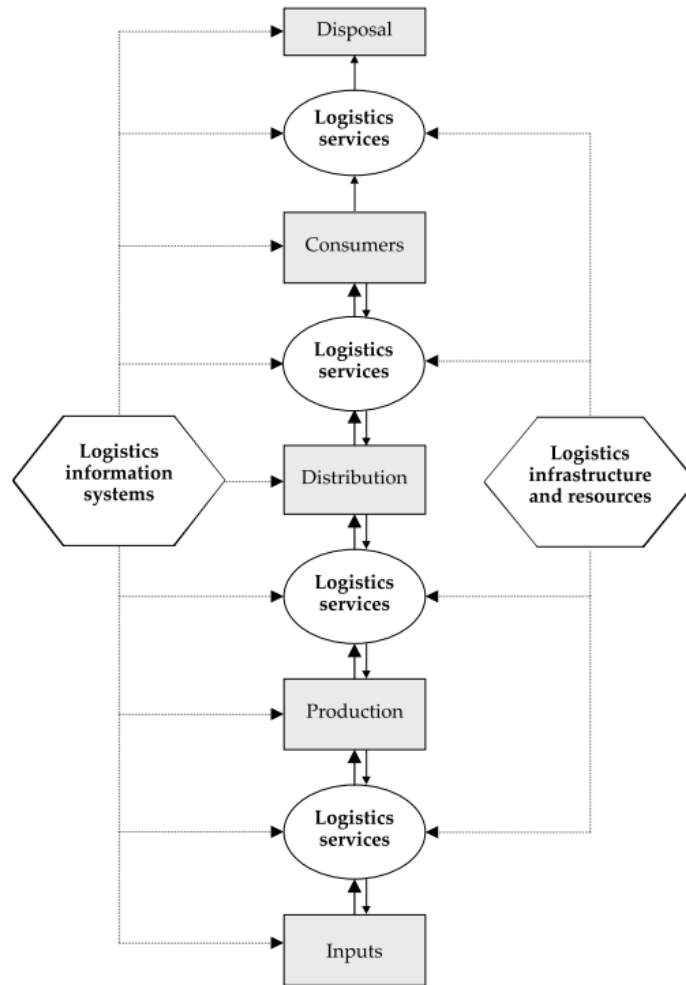 Disposal
Logistics
services
Consumers
Logistics
services
Logistics
information
systems
Distribution
Logistics
infrastructure
and resources
Logistics
services
Production
Logistics
services
Inputs